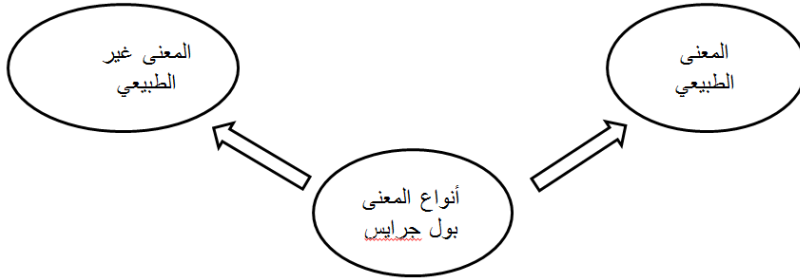 المعنى
الطبيعي
المعنى غير
الطبيعي
أنواع المعنى
بول جرايس